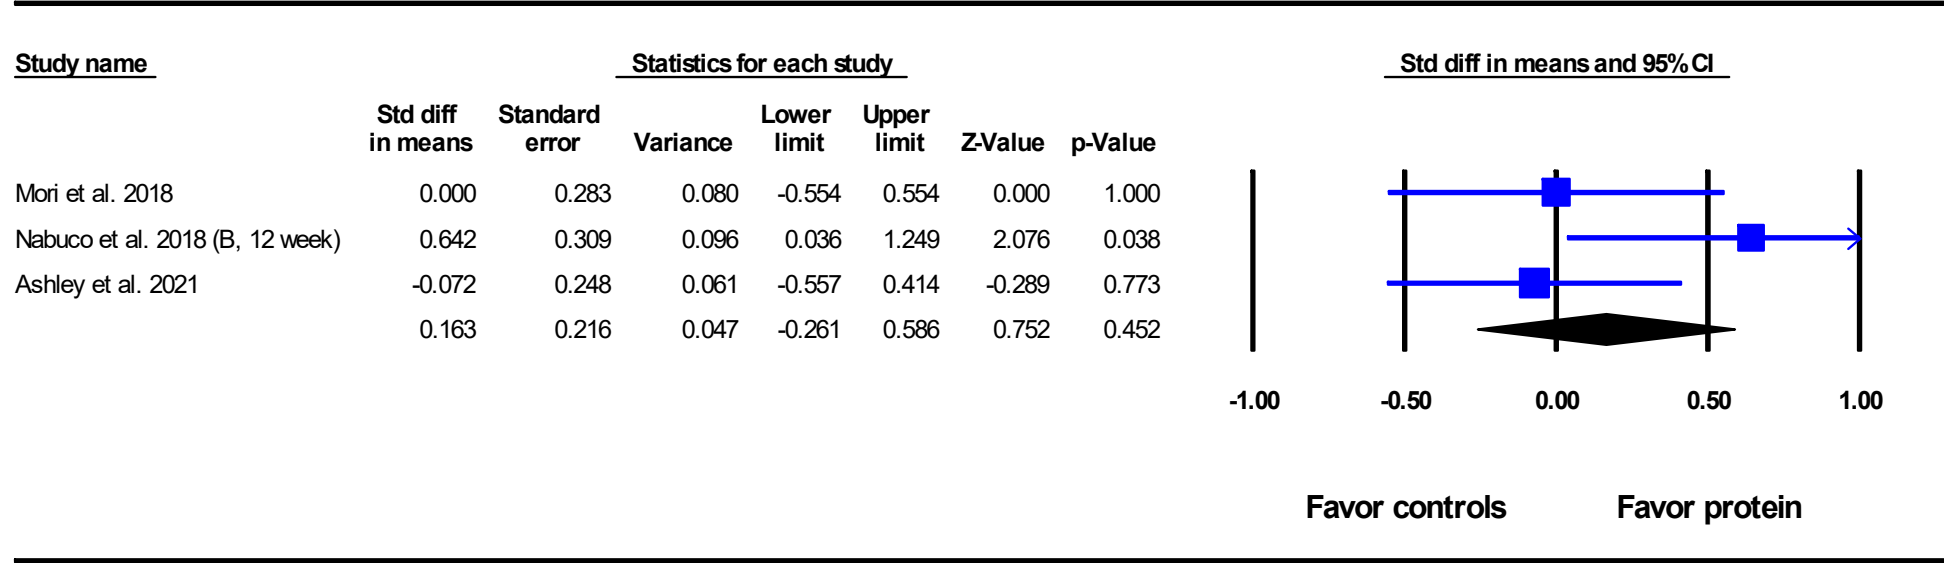 Study name Statistics for each study Std diff in means and 95% CI
Std diff Standard Lower Upper
in means error Variance limit limit Z-Value p-Value
Mori et al. 2018 0.000 0.283 0.080 -0.554 0.554 0.000 1.000
Nabuco et al. 2018 (B, 12 week) 0.642 0.309 0.096 0.036 1.249 2.076 0.038
Ashley et al. 2021 -0.072 0.248 0.061 -0.557 0.414 -0.289 0.773
0.163 0.216 0.047 -0.261 0.586 0.752 0.452
-1.00 -0.50 0.00 0.50 1.00
Favor controls Favor protein